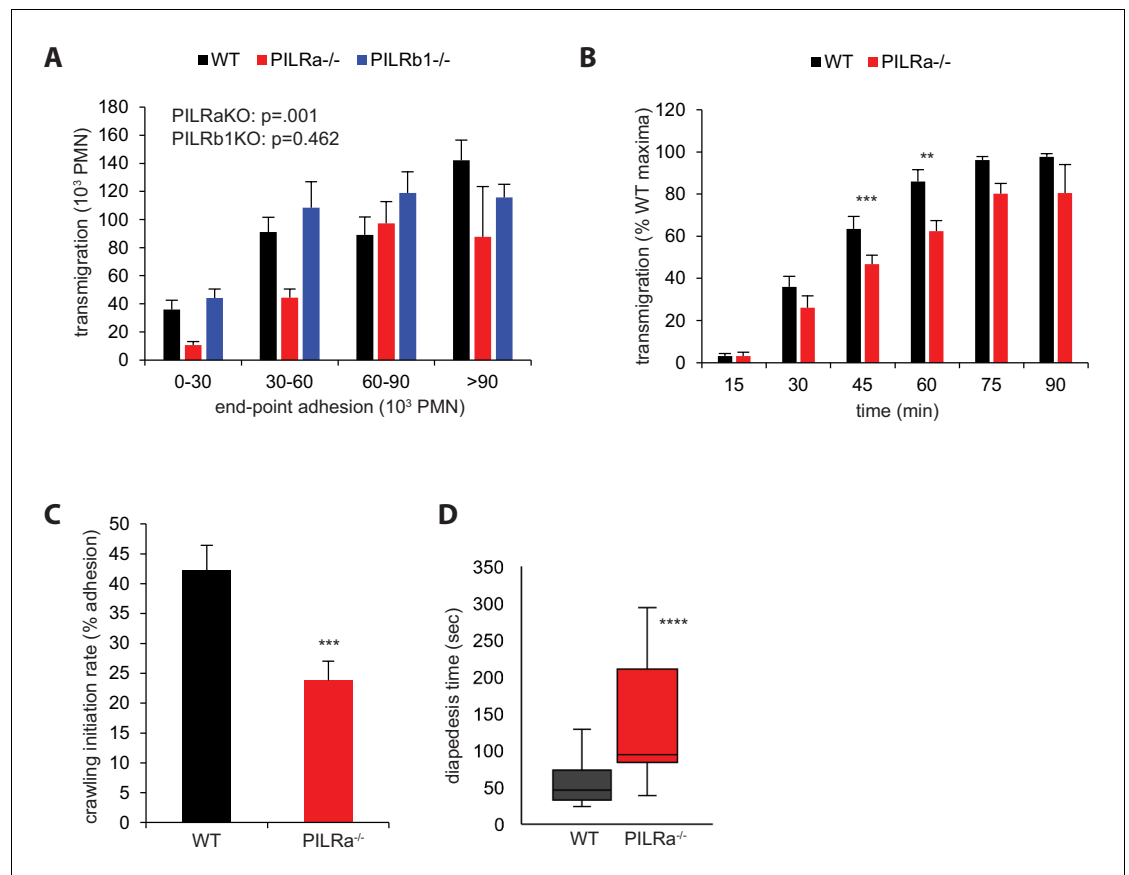 A
WT PILRa-/- PILRb1-/-
PILRaKO: p=.001
PILRb1KO: p=0.462
transmigration (10³ PMN)
180
160
140
120
100
80
60
40
20
0
0-30 30-60 60-90 >90
end-point adhesion (10³ PMN)
B
WT PILRa-/-
transmigration (% WT maxima)
120
100
80
60
40
20
0
***
**
15 30 45 60 75 90
time (min)
C
crawling initiation rate (% adhesion)
50
45
40
35
30
25
20
15
10
5
0
***
WT PILRa-/-
D
diapedesis time (sec)
350
300
250
200
150
100
50
0
****
WT PILRa-/-